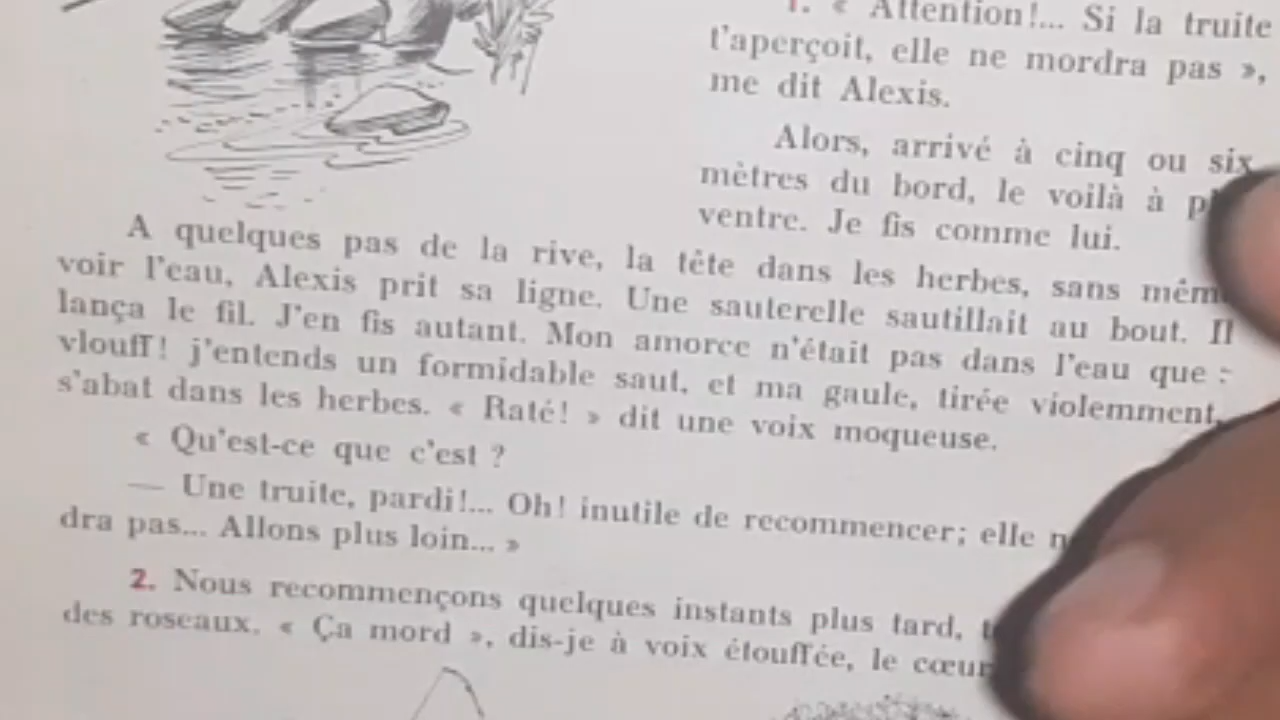 1. « Attention!... Si la truite
t'aperçoit, elle ne mordra pas »,
me dit Alexis.
Alors, arrivé à cinq ou six
mètres du bord, le voilà à
ventre. Je fis comme lui.
A quelques pas de la rive, la tête dans les herbes, sans même
voir l'eau, Alexis prit sa ligne. Une sauterelle sautillait au bout. Il
lança le fil. J'en fis autant. Mon amorce n'était pas dans l'eau que :
vlouff! j'entends un formidable saut, et ma gaule, tirée violemment,
s'abat dans les herbes. « Raté! » dit une voix moqueuse.
« Qu'est-ce que c'est ?
— Une truite, pardi!... Oh! inutile de recommencer; elle
dra pas... Allons plus loin... »
2. Nous recommençons quelques instants plus tard,
des roseaux. « Ça mord », dis-je à voix étouffée, le cœur